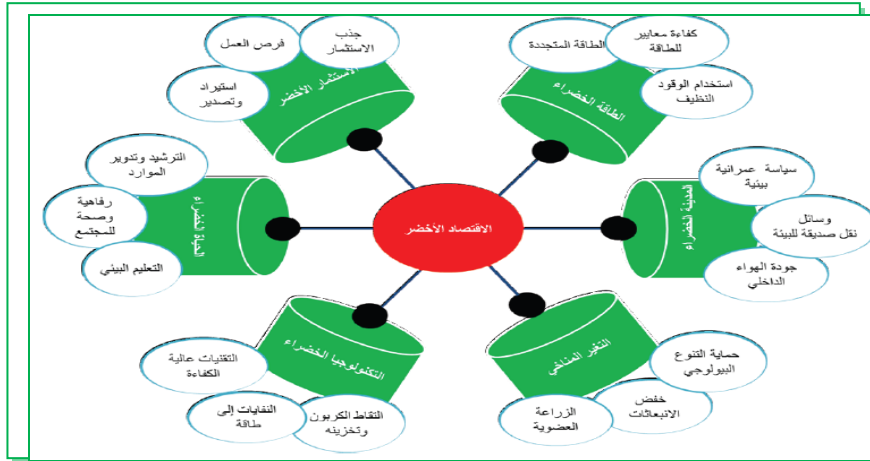 كفاءة معايير
للطاقة
الطاقة المتجددة
استخدام الوقود
النظيف
الطاقة الخضراء
جذب
الاستثمار
فرص العمل
استيراد
وتصدير
الاستثمار الأخضر
سياسة عمرانية
بيئية
وسائل
نقل صديقة للبيئة
جودة الهواء
الداخلي
المدينة الخضراء
الاقتصاد الأخضر
الترشيد وتدوير
الموارد
رفاهية
وصحة
للمجتمع
التعليم البيئي
الحياة الخضراء
حماية التنوع
البيولوجي
خفض
الانبعاثات
الزراعة
العضوية
التغير المناخي
التقنيات عالية
الكفاءة
النفايات إلى
طاقة
التقاط الكربون
وتخزينه
التكنولوجيا الخضراء